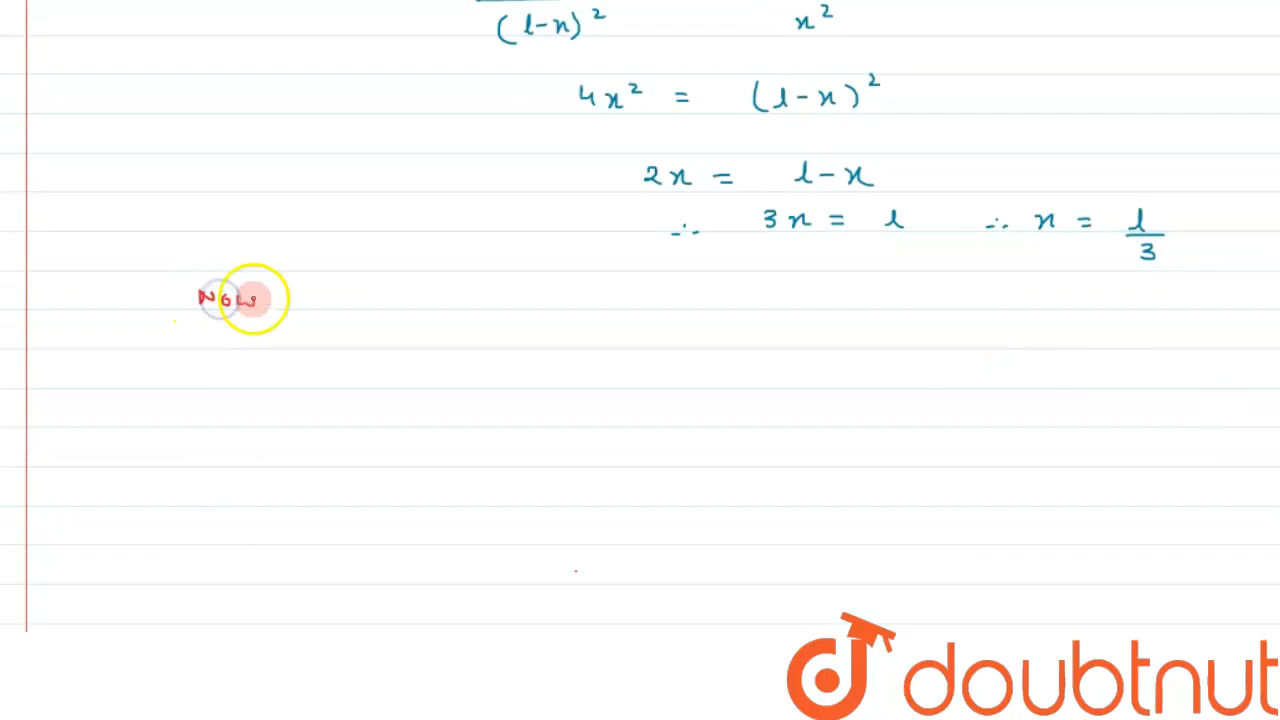 (l-x)² x²
4x² = (l-x)²
2x = l-x
∴ 3x = l ∴ x = l/3
Now
doubtnut